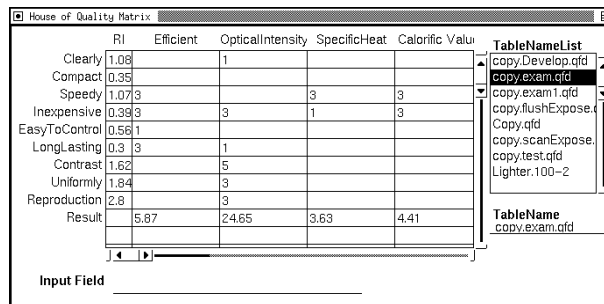 House of Quality Matrix
RI Efficient OpticalIntensity SpecificHeat Calorific Value
Clearly 1.08 1
Compact 0.35
Speedy 1.07 3 3 3
Inexpensive 0.39 3 3 1 3
EasyToControl 0.56 1
LongLasting 0.3 3 1
Contrast 1.62 5
Uniformly 1.84 3
Reproduction 2.8 3
Result 5.87 24.65 3.63 4.41
TableNameList
copy.Develop.qfd
copy.exam.qfd
copy.exam1.qfd
copy.flushExpose.
Copy.qfd
copy.scanExpose.
copy.test.qfd
Lighter.100-2
TableName
copy.exam.qfd
Input Field